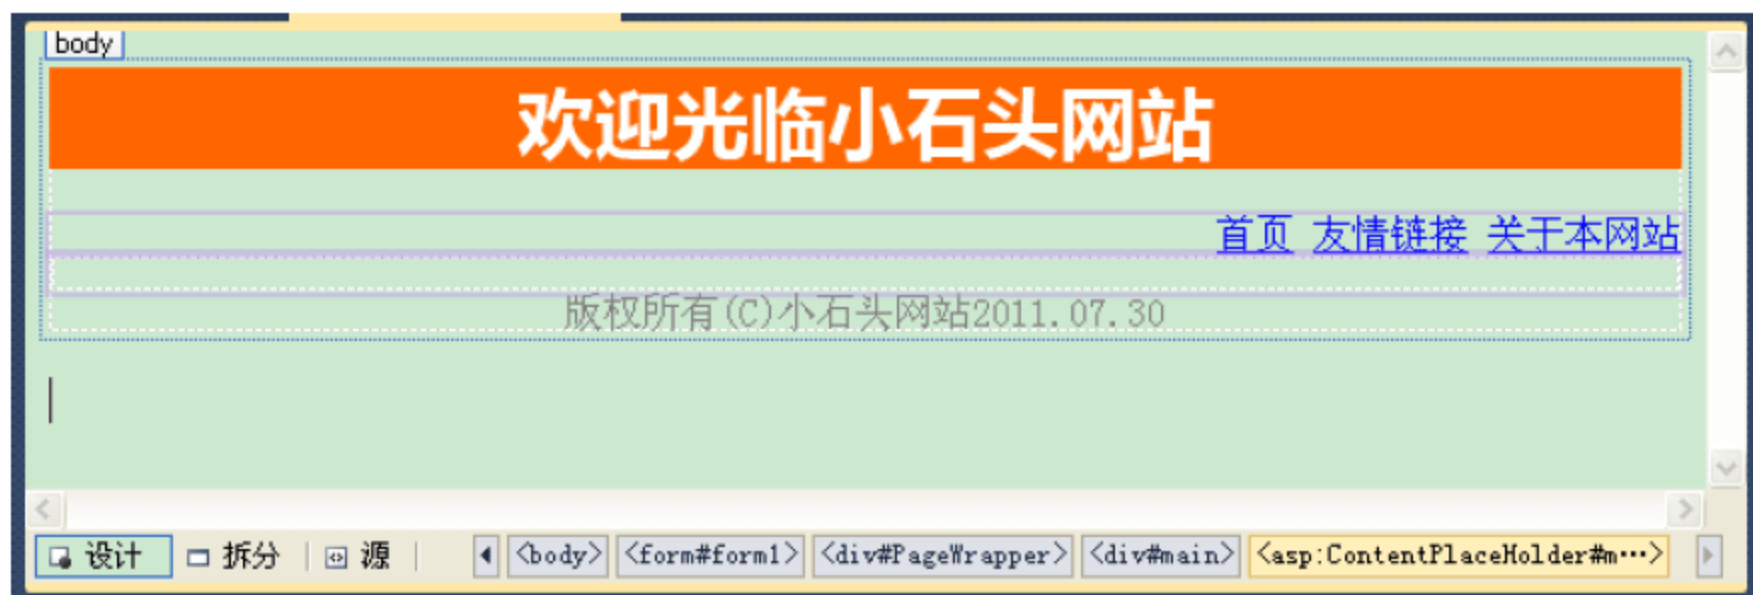 body
欢迎光临小石头网站
首页 友情链接 关于本网站
版权所有(C)小石头网站2011.07.30
设计 拆分 源 <body> <form#form1> <div#PageWrapper> <div#main> <asp:ContentPlaceHolder#m…>